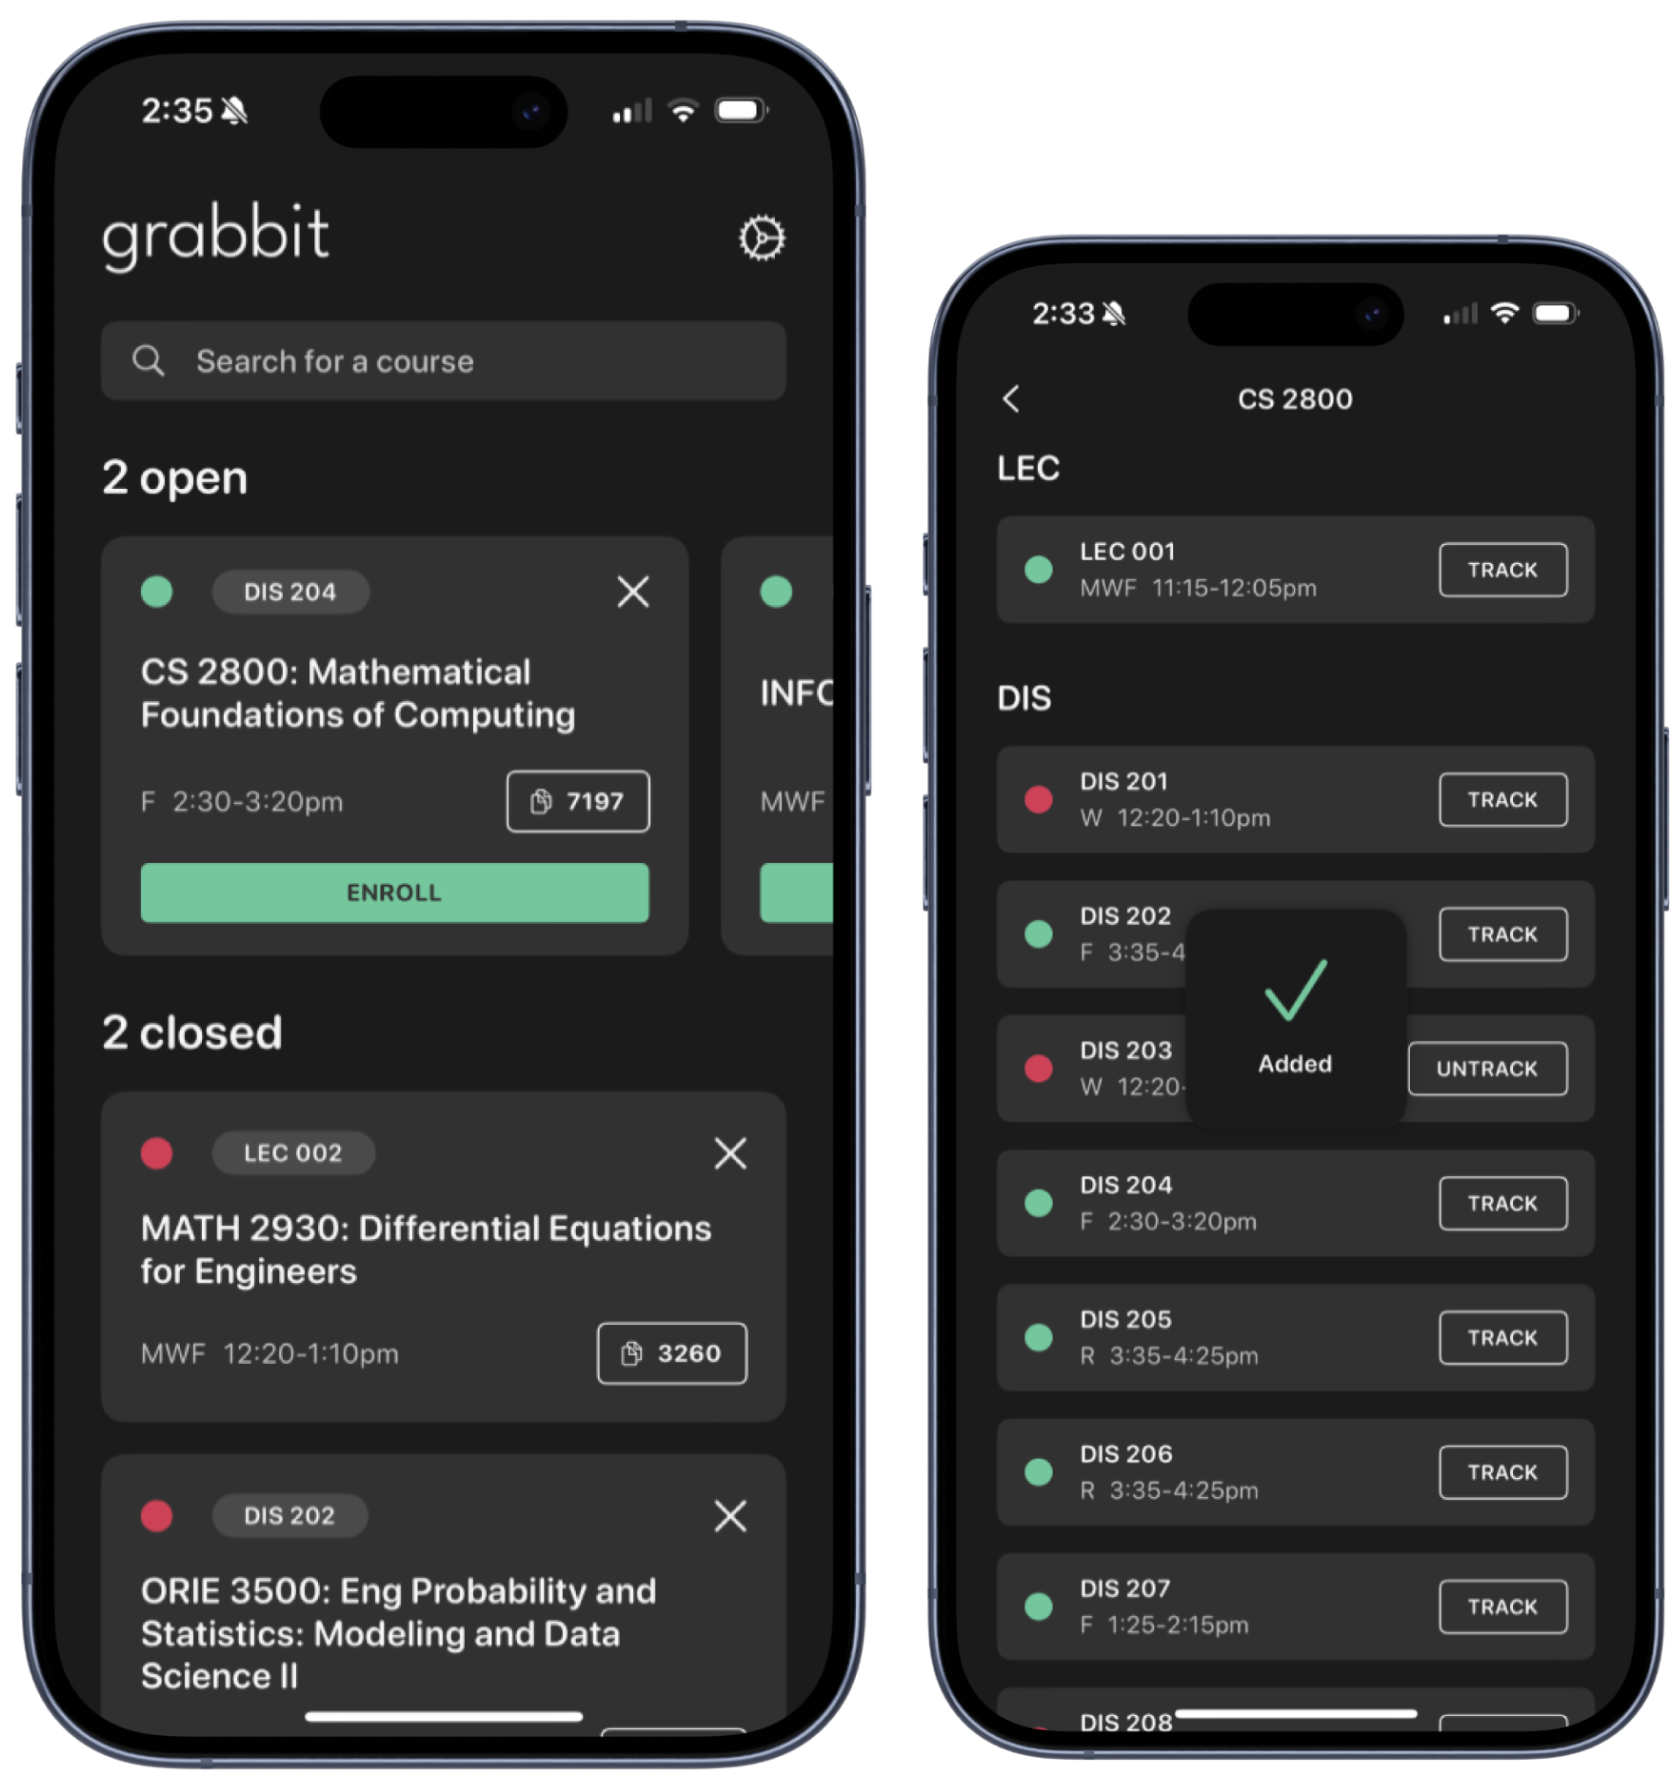 2:35
grabbit
Search for a course
2 open
DIS 204
CS 2800: Mathematical
Foundations of Computing
F 2:30-3:20pm
7197
ENROLL
INFO
MWF
2 closed
LEC 002
MATH 2930: Differential Equations
for Engineers
MWF 12:20-1:10pm
3260
DIS 202
ORIE 3500: Eng Probability and
Statistics: Modeling and Data
Science II
2:33
CS 2800
LEC
LEC 001
MWF 11:15-12:05pm
TRACK
DIS
DIS 201
W 12:20-1:10pm
TRACK
DIS 202
F 3:35-4
TRACK
DIS 203
W 12:20-
UNTRACK
Added
DIS 204
F 2:30-3:20pm
TRACK
DIS 205
R 3:35-4:25pm
TRACK
DIS 206
R 3:35-4:25pm
TRACK
DIS 207
F 1:25-2:15pm
TRACK
DIS 208